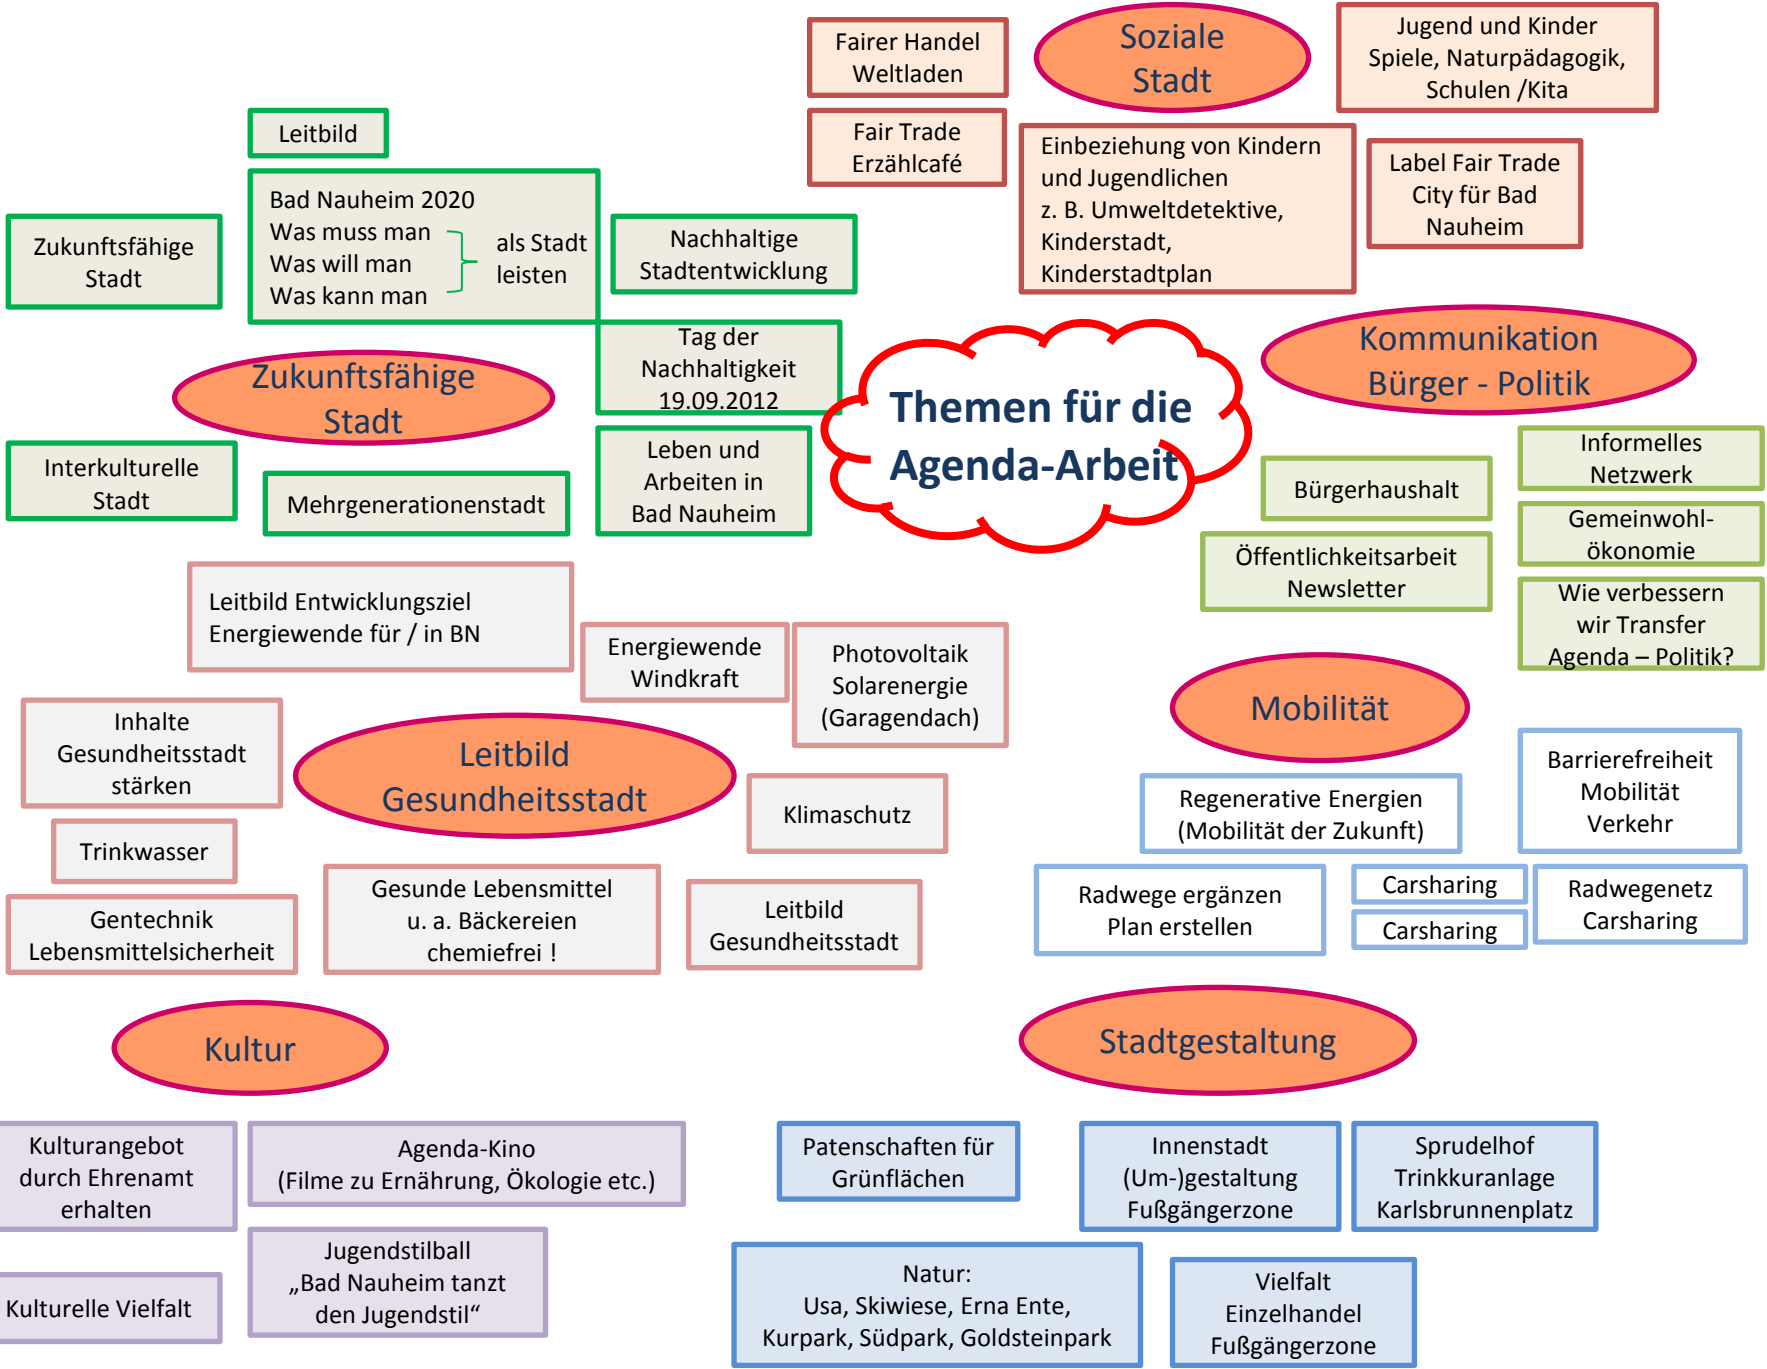 Fairer Handel
Weltladen
Soziale
Stadt
Jugend und Kinder
Spiele, Naturpädagogik,
Schulen /Kita
Fair Trade
Erzählcafé
Einbeziehung von Kindern
und Jugendlichen
z. B. Umweltdetektive,
Kinderstadt,
Kinderstadtplan
Label Fair Trade
City für Bad
Nauheim
Leitbild
Zukunftsfähige
Stadt
Bad Nauheim 2020
Was muss man
Was will man
Was kann man
als Stadt
leisten
Nachhaltige
Stadtentwicklung
Tag der
Nachhaltigkeit
19.09.2012
Zukunftsfähige
Stadt
Interkulturelle
Stadt
Mehrgenerationenstadt
Leben und
Arbeiten in
Bad Nauheim
Themen für die
Agenda-Arbeit
Kommunikation
Bürger - Politik
Bürgerhaushalt
Informelles
Netzwerk
Gemeinwohl-
ökonomie
Öffentlichkeitsarbeit
Newsletter
Wie verbessern
wir Transfer
Agenda – Politik?
Leitbild Entwicklungsziel
Energiewende für / in BN
Energiewende
Windkraft
Photovoltaik
Solarenergie
(Garagendach)
Inhalte
Gesundheitsstadt
stärken
Leitbild
Gesundheitsstadt
Klimaschutz
Trinkwasser
Gentechnik
Lebensmittelsicherheit
Gesunde Lebensmittel
u. a. Bäckereien
chemiefrei !
Leitbild
Gesundheitsstadt
Mobilität
Regenerative Energien
(Mobilität der Zukunft)
Barrierefreiheit
Mobilität
Verkehr
Radwege ergänzen
Plan erstellen
Carsharing
Carsharing
Radwegenetz
Carsharing
Kultur
Kulturangebot
durch Ehrenamt
erhalten
Agenda-Kino
(Filme zu Ernährung, Ökologie etc.)
Kulturelle Vielfalt
Jugendstilball
„Bad Nauheim tanzt
den Jugendstil“
Stadtgestaltung
Patenschaften für
Grünflächen
Innenstadt
(Um-)gestaltung
Fußgängerzone
Sprudelhof
Trinkkuranlage
Karlsbrunnenplatz
Natur:
Usa, Skiwiese, Erna Ente,
Kurpark, Südpark, Goldsteinpark
Vielfalt
Einzelhandel
Fußgängerzone